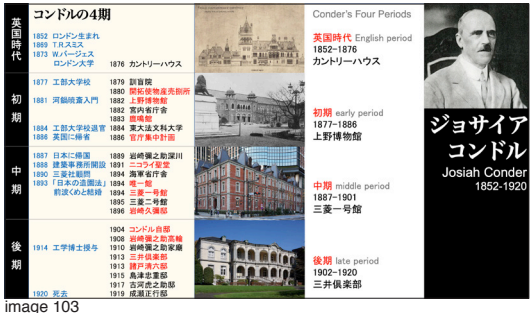 コンドルの4期
英国時代
1852 ロンドン生まれ
1869 T.R.スミス
1873 W.バージェス
ロンドン大学
1876 カントリーハウス
初期
1877 工部大学校
1881 河鍋暁斎入門
1884 工部大学校退官
1886 英国に帰省
1879 訓盲院
1880 開拓使物産売捌所
1882 上野博物館
1882 宮内省庁舎
1883 鹿鳴館
1884 東大法文科大学
1886 官庁集中計画
中期
1887 日本に帰国
1888 建築事務所開設
1890 三菱社顧問
1893 「日本の造園法」
前波くめと結婚
1889 岩崎彌之助深川
1891 ニコライ聖堂
1894 海軍省庁舎
1894 唯一館
1894 三菱一号館
1895 三菱二号館
1896 岩崎久彌邸
後期
1914 工学博士授与
1920 死去
1904 コンドル自邸
1908 岩崎彌之助高輪
1910 岩崎彌之助家廟
1913 三井倶楽部
1913 諸戸清六邸
1915 島津忠重邸
1917 古河虎之助邸
1919 成瀬正行邸
Conder's Four Periods
英国時代 English period
1852-1876
カントリーハウス
初期 early period
1877-1886
上野博物館
中期 middle period
1887-1901
三菱一号館
後期 late period
1902-1920
三井倶楽部
ジョサイア
コンドル
Josiah Conder
1852-1920
image 103